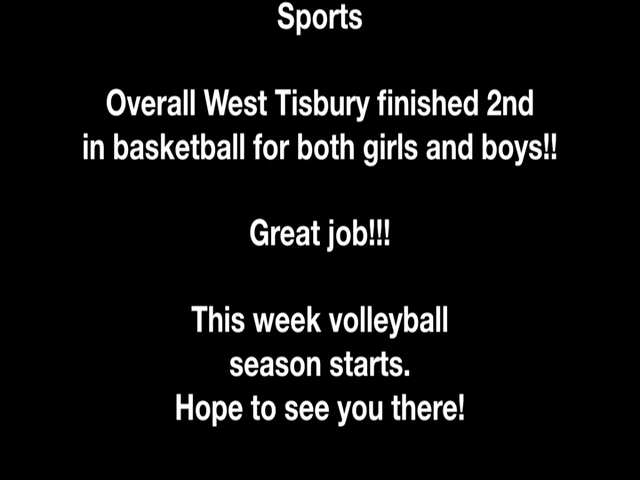 Sports
Overall West Tisbury finished 2nd
in basketball for both girls and boys!!
Great job!!!
This week volleyball
season starts.
Hope to see you there!